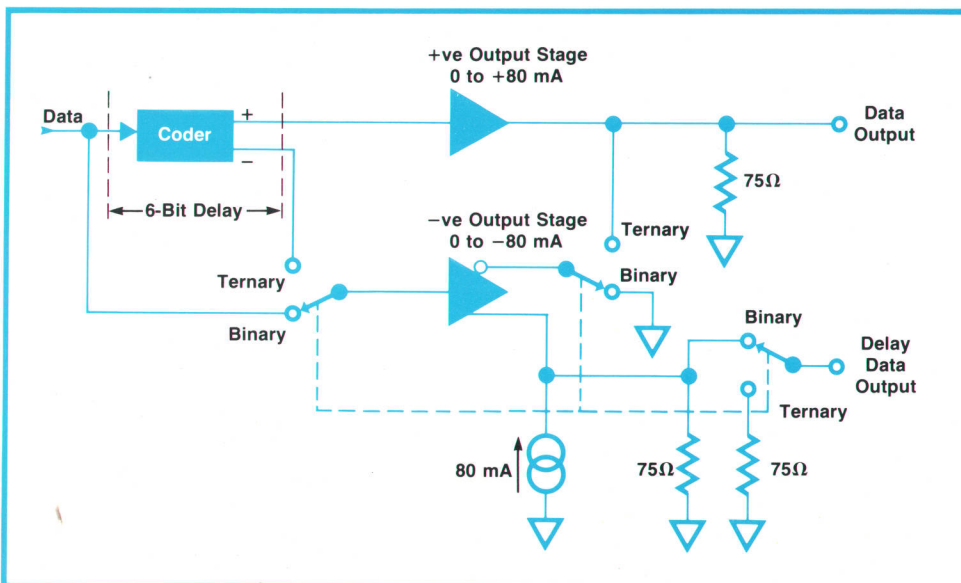 +ve Output Stage
0 to +80 mA
Data
Coder
+
−
Data
Output
75Ω
6-Bit Delay
−ve Output Stage
0 to −80 mA
Ternary
Ternary
Binary
Binary
Binary
Delay
Data
Output
Ternary
80 mA
75Ω
75Ω